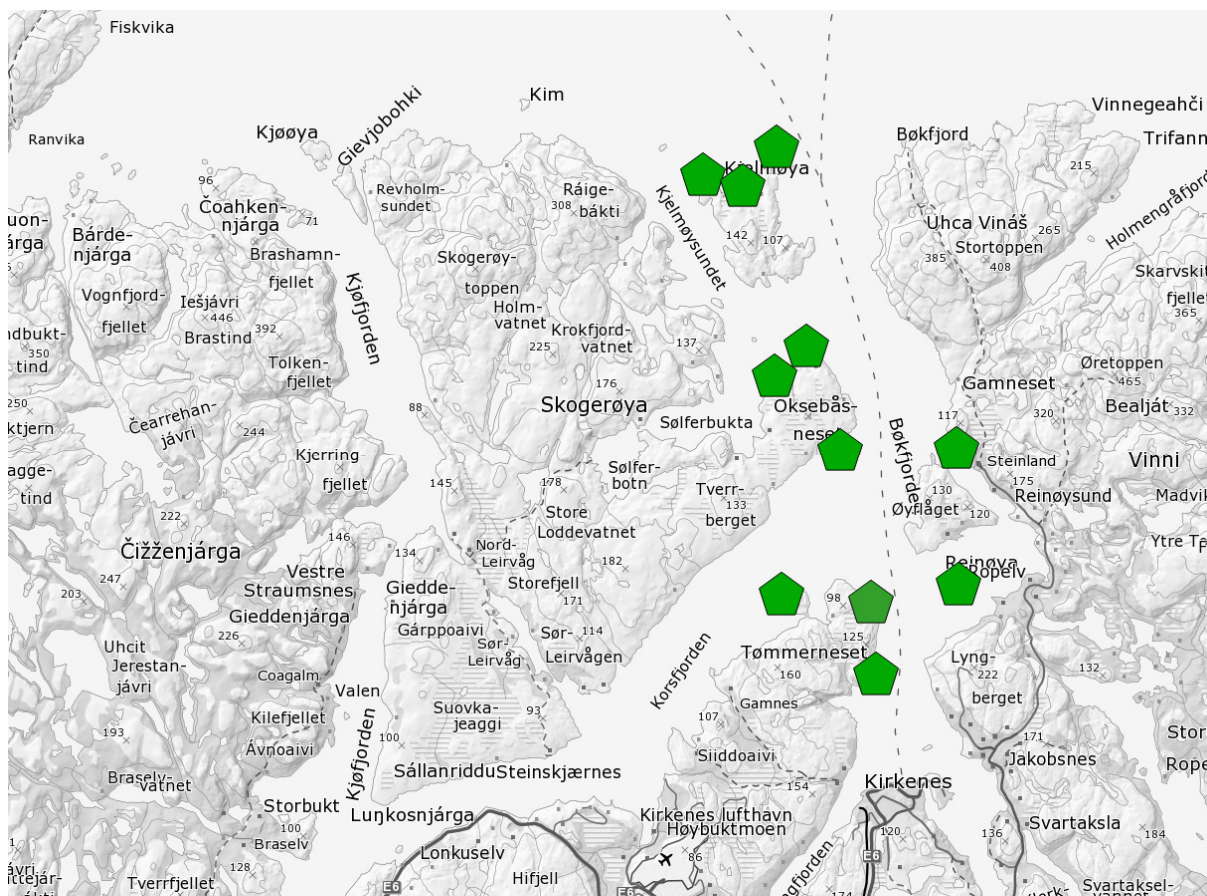 Fiskvika
Kim
Vinnegeahči
Kjøøya
Gievjobohki
Bøkfjord
Trifann
Ranvika
Kjelmøya
215
96
Revholm-
sundet
Ráige-
bákti
308
Čoahken-
njárga
71
Kjelmøysundet
Holmengråfjord
uon-
árga
Bárde-
njárga
Uhca Vináš
Stortoppen
265
142
107
385
408
Brashamn-
fjellet
Skogerøy-
toppen
Skarvskit
fjellet
365
Vognfjord-
fjellet
Iešjávri
446
Brastind
392
Kjøfjorden
Holm-
vatnet
Krokfjord-
vatnet
225
137
ndbukt-
350
tind
Tolken-
fjellet
Øretoppen
465
Gamneset
176
250
ktjern
Čearrehan-
jávri
88
Skogerøya
Oksebås-
neset
117
320
Bealját
332
244
Sølferbukta
Bøkfjorden
Kjerring
fjellet
Sølfer-
botn
Steinland
Vinni
agge-
tind
145
178
Tverr-
133
berget
130
Øyfläget
120
175
Reinøysund
Madvik
222
Store
Loddevatnet
Čižženjárga
146
134
Nord-
Leirvåg
182
Reinøya
Ropelv
Ytre Tå
247
203
Vestre
Straumsnes
Gieddenjárga
Giedde-
njárga
Storefjell
171
98
226
Gárppoaivi
Sør-
Leirvågen
114
125
Uhcit
Jerestan-
jávri
Sør-
Leirvåg
Korsfjorden
Tømmerneset
160
Lyng-
222
berget
132
Coagalm
Valen
Gamnes
Kilefjellet
Suovka-
jeaggi
93
107
193
Ávnoaivi
Kjøfjorden
100
Siiddoaivi
171
Jakobsnes
Stor
Rope
Braselv-
vatnet
Sállanriddu
Steinskjærnes
154
Kirkenes
Storbukt
Luŋkosnjárga
Kirkenes lufthavn
Høybuktmoen
100
Braselv
120
136
Svartaksla
184
Lonkuselv
86
E6
128
Tverrfjellet
E6
Hifjell
E6
174
Svartaksel-